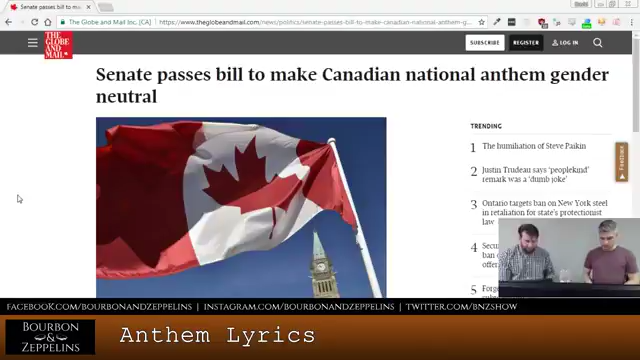 Senate passes bill to ma
The Globe and Mail Inc. [CA]
https://www.theglobeandmail.com/news/politics/senate-passes-bill-to-make-canadian-national-anthem-g...
THE GLOBE AND MAIL
SUBSCRIBE
REGISTER
LOG IN
Senate passes bill to make Canadian national anthem gender
neutral
TRENDING
1 The humiliation of Steve Paikin
2 Justin Trudeau says 'peoplekind'
remark was a 'dumb joke'
3 Ontario targets ban on New York steel
in retaliation for state's protectionist
law
4
5
Feedback
FACEBOOK.COM/BOURBONANDZEPPELINS | INSTAGRAM.COM/BOURBONANDZEPPELINS | TWITTER.COM/BNZSHOW
BOURBON
&
ZEPPELINS
Anthem Lyrics